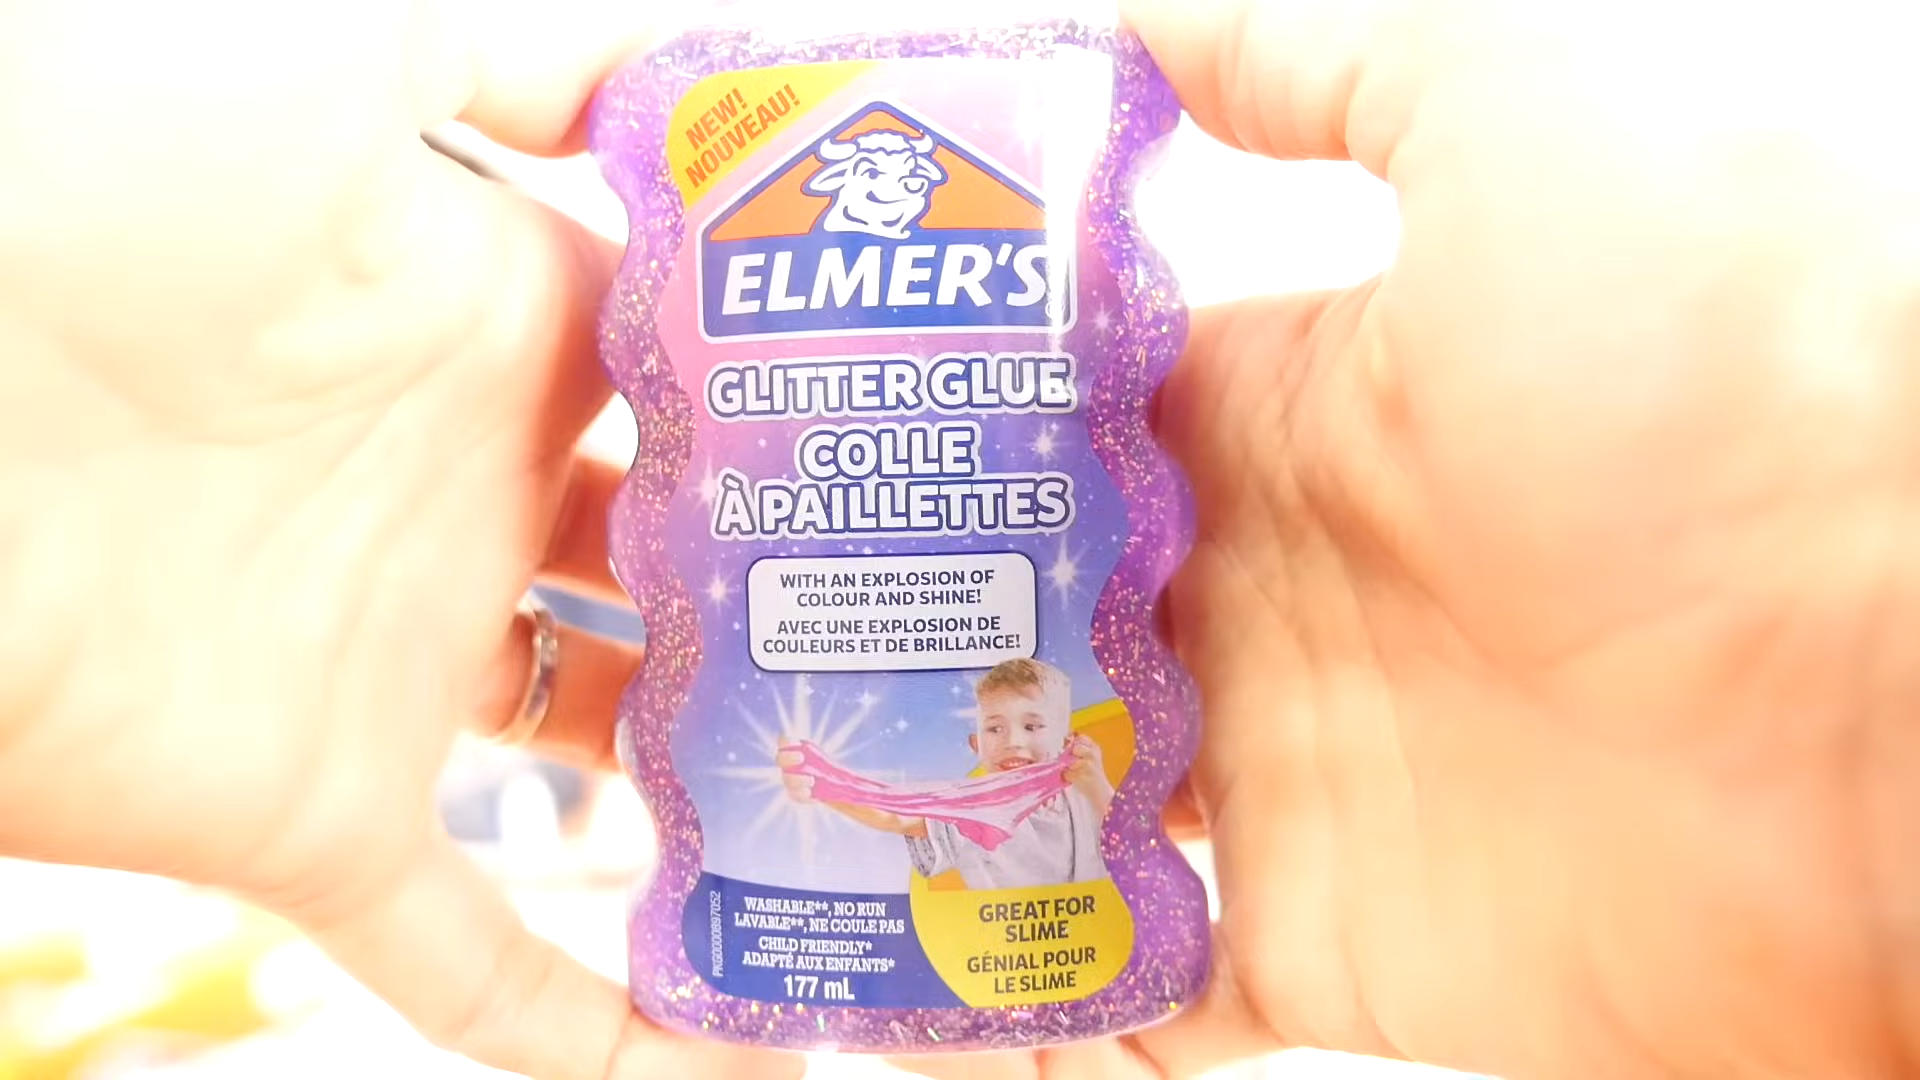 NEW!
NOUVEAU!
ELMER'S
GLITTER GLUE
COLLE
À PAILLETTES
WITH AN EXPLOSION OF
COLOUR AND SHINE!
AVEC UNE EXPLOSION DE
COULEURS ET DE BRILLANCE!
WASHABLE**, NO RUN
LAVABLE**, NE COULE PAS
CHILD FRIENDLY*
ADAPTÉ AUX ENFANTS*
177 mL
GREAT FOR
SLIME
GÉNIAL POUR
LE SLIME
PKG0000897052